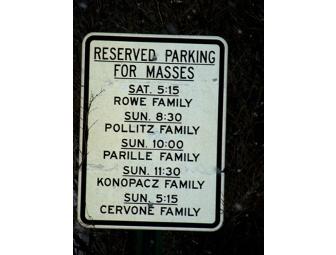 RESERVED PARKING
FOR MASSES
SAT. 5:15
ROWE FAMILY
SUN. 8:30
POLLITZ FAMILY
SUN. 10:00
PARILLE FAMILY
SUN. 11:30
KONOPACZ FAMILY
SUN. 5:15
CERVONE FAMILY